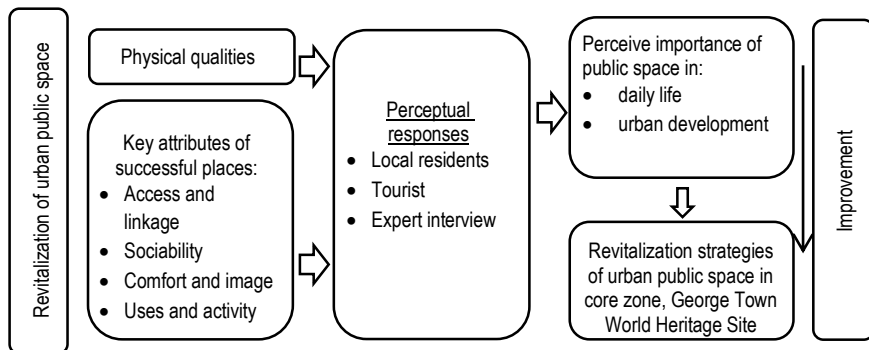 Revitalization of urban public space
Physical qualities
Key attributes of
successful places:
• Access and
linkage
• Sociability
• Comfort and image
• Uses and activity
Perceptual
responses
• Local residents
• Tourist
• Expert interview
Perceive importance of
public space in:
• daily life
• urban development
Revitalization strategies
of urban public space in
core zone, George Town
World Heritage Site
Improvement